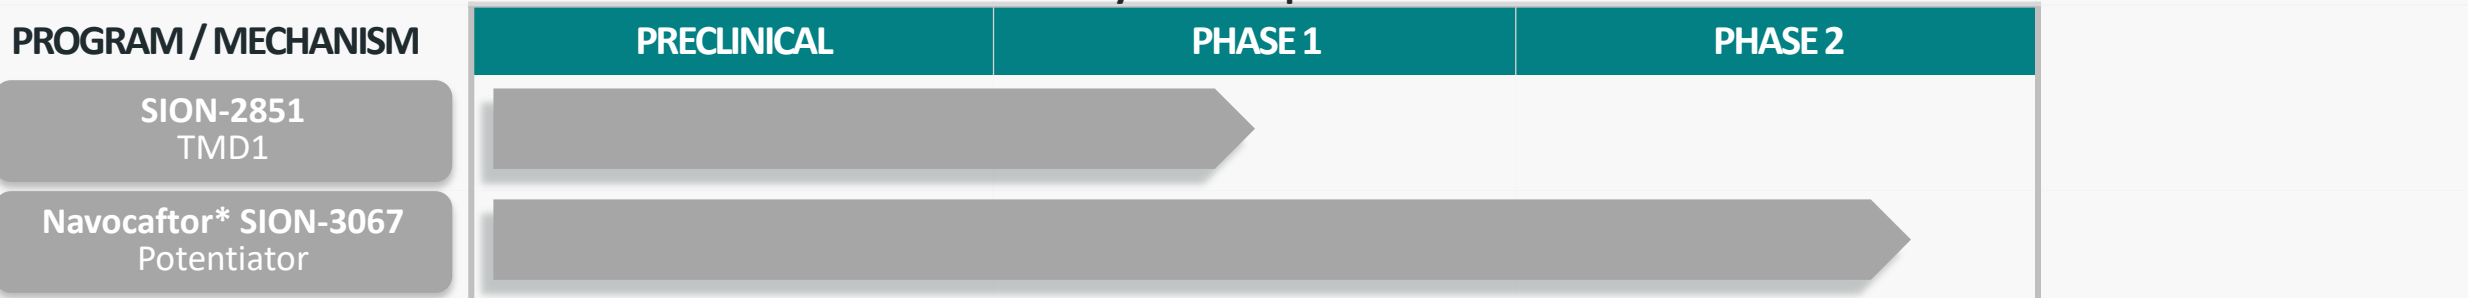 PROGRAM / MECHANISM PRECLINICAL PHASE 1 PHASE 2
SION-2851
TMD1
Navocaftor* SION-3067
Potentiator